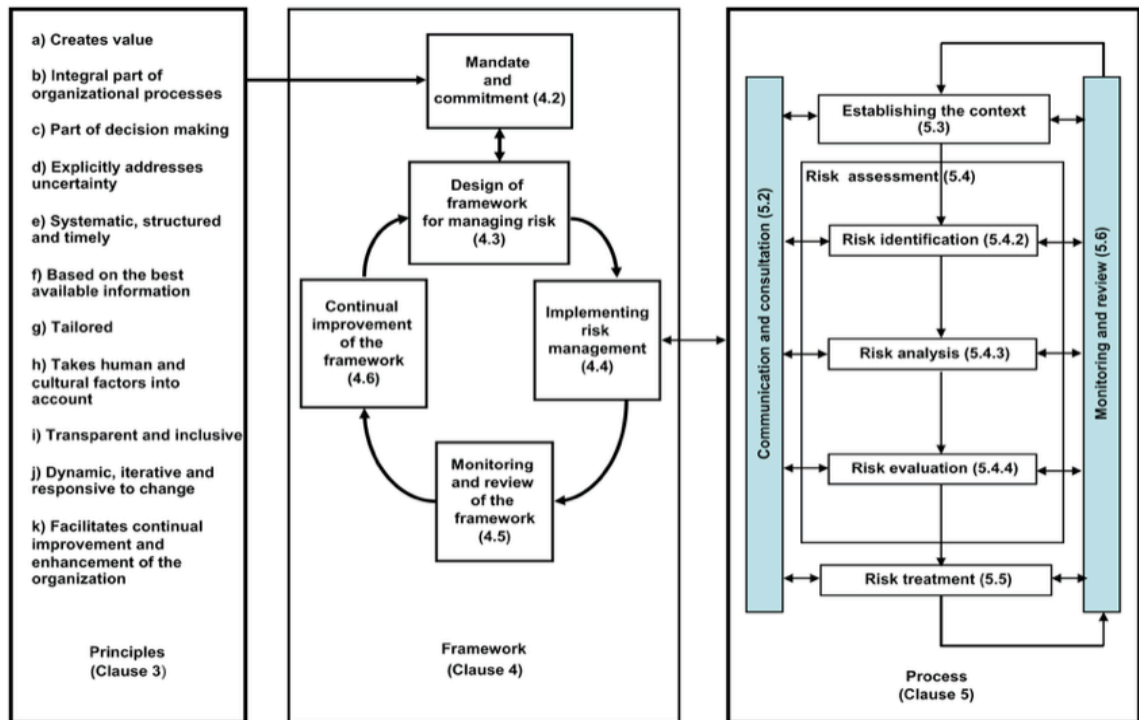 a) Creates value
b) Integral part of
organizational processes
c) Part of decision making
d) Explicitly addresses
uncertainty
e) Systematic, structured
and timely
f) Based on the best
available information
g) Tailored
h) Takes human and
cultural factors into
account
i) Transparent and inclusive
j) Dynamic, iterative and
responsive to change
k) Facilitates continual
improvement and
enhancement of the
organization
Principles
(Clause 3)
Mandate
and
commitment (4.2)
Design of
framework
for managing risk
(4.3)
Implementing
risk
management
(4.4)
Monitoring
and review
of the
framework
(4.5)
Continual
improvement
of the
framework
(4.6)
Framework
(Clause 4)
Communication and consultation (5.2)
Establishing the context
(5.3)
Risk assessment (5.4)
Risk identification (5.4.2)
Risk analysis (5.4.3)
Risk evaluation (5.4.4)
Risk treatment (5.5)
Monitoring and review (5.6)
Process
(Clause 5)